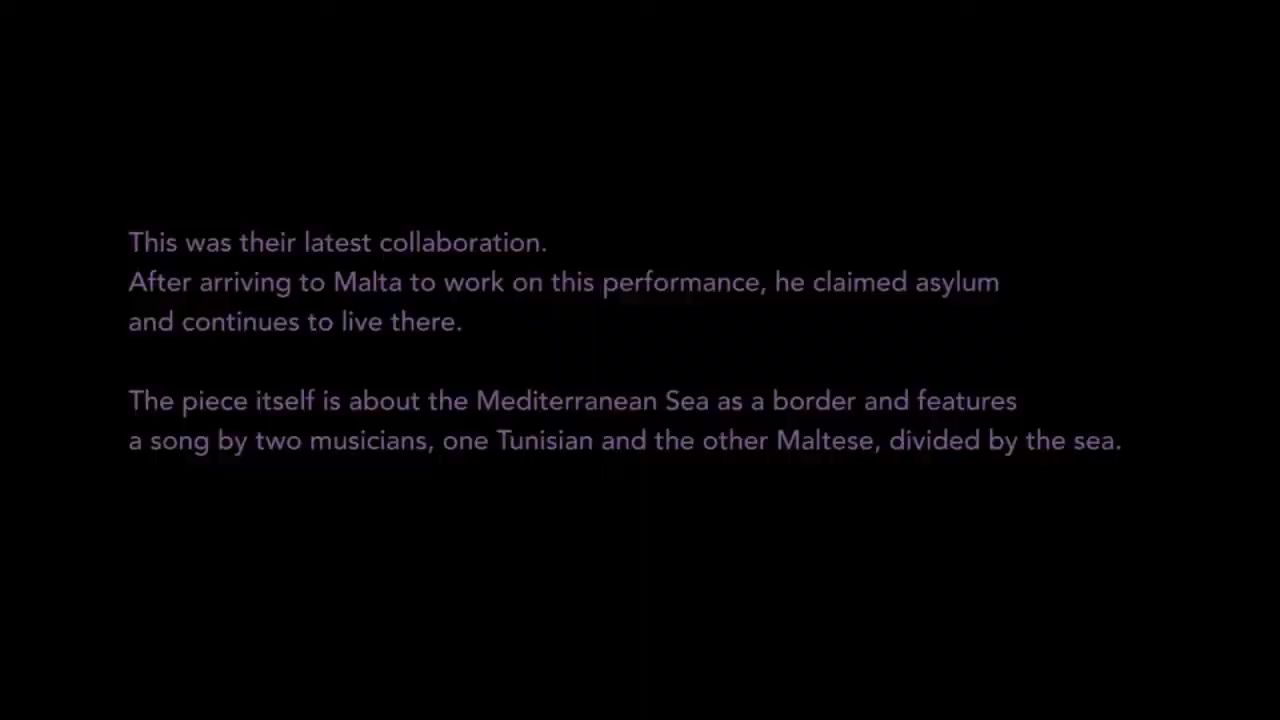 This was their latest collaboration.
After arriving to Malta to work on this performance, he claimed asylum
and continues to live there.
The piece itself is about the Mediterranean Sea as a border and features
a song by two musicians, one Tunisian and the other Maltese, divided by the sea.